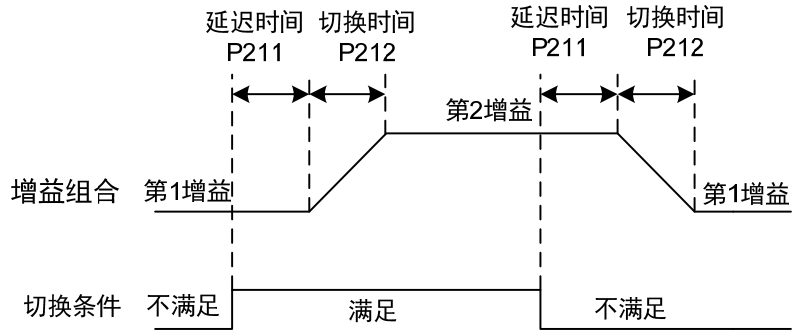 延迟时间 切换时间 延迟时间 切换时间
P211 P212 P211 P212
第2增益
增益组合 第1增益 第1增益
切换条件 不满足 满足 不满足